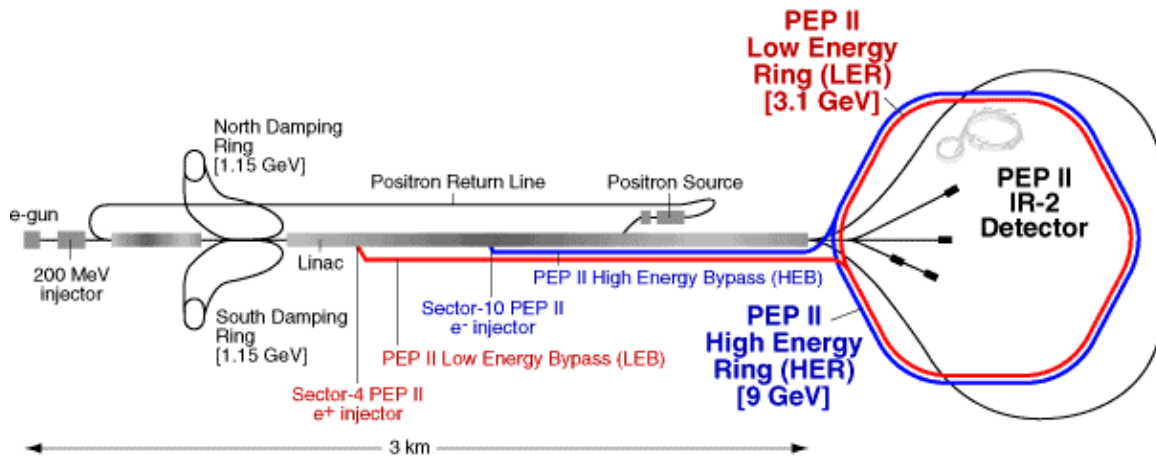 PEP II
Low Energy
Ring (LER)
[3.1 GeV]
North Damping
Ring
[1.15 GeV]
Positron Return Line
Positron Source
e-gun
200 MeV
injector
Linac
PEP II High Energy Bypass (HEB)
Sector-10 PEP II
e- injector
South Damping
Ring
[1.15 GeV]
PEP II Low Energy Bypass (LEB)
Sector-4 PEP II
e+ injector
PEP II
High Energy
Ring (HER)
[9 GeV]
PEP II
IR-2
Detector
3 km